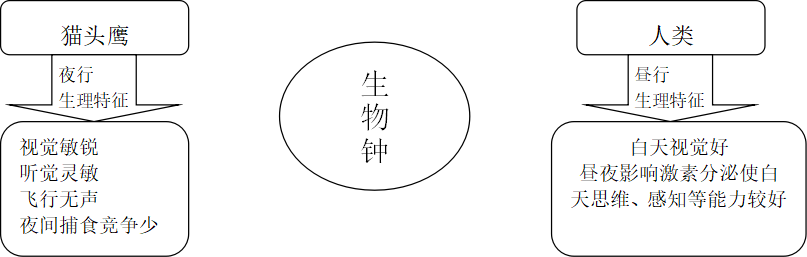 猫头鹰
夜行
生理特征
视觉敏锐
听觉灵敏
飞行无声
夜间捕食竞争少
生
物
钟
人类
昼行
生理特征
白天视觉好
昼夜影响激素分泌使白
天思维、感知等能力较好